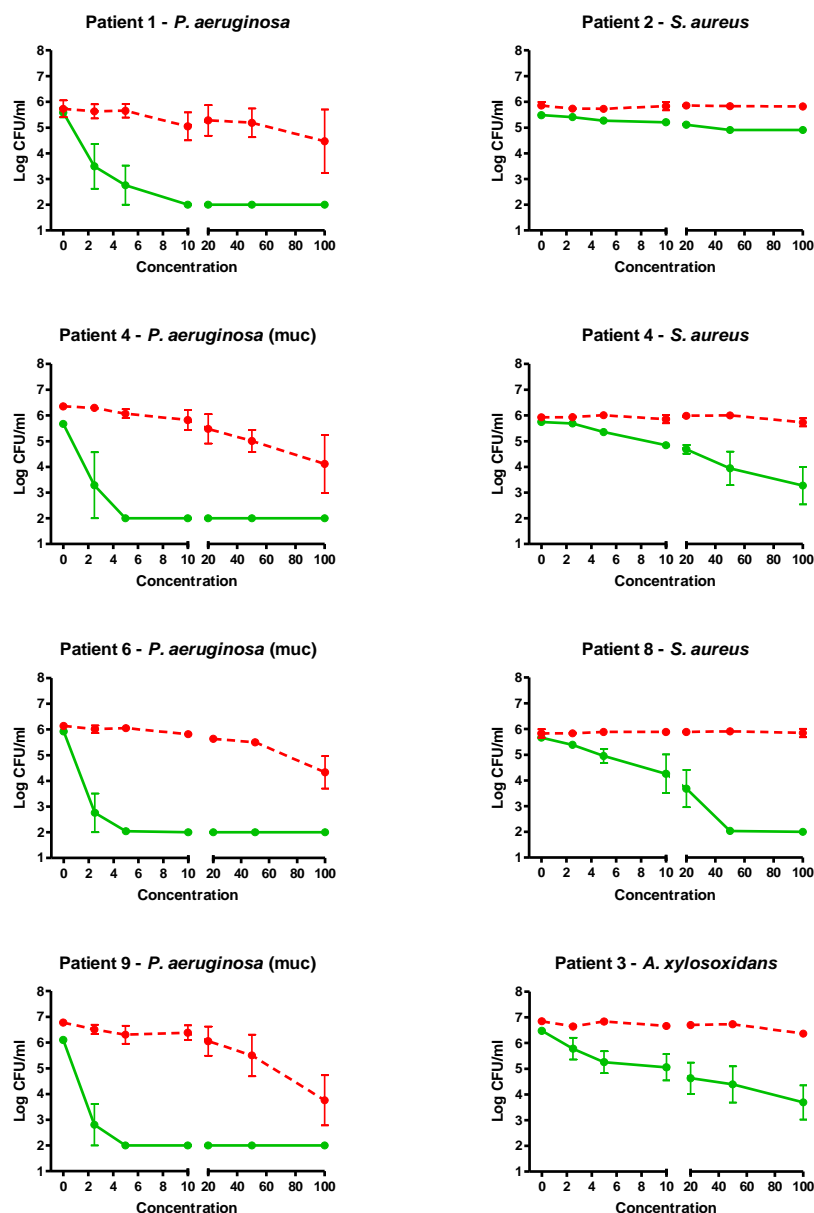 Patient 1 - P. aeruginosa
8
7
6
5
4
3
2
1
Log CFU/ml
0 2 4 6 8 10 20 40 60 80 100
Concentration
Patient 2 - S. aureus
8
7
6
5
4
3
2
1
Log CFU/ml
0 2 4 6 8 10 20 40 60 80 100
Concentration
Patient 4 - P. aeruginosa (muc)
8
7
6
5
4
3
2
1
Log CFU/ml
0 2 4 6 8 10 20 40 60 80 100
Concentration
Patient 4 - S. aureus
8
7
6
5
4
3
2
1
Log CFU/ml
0 2 4 6 8 10 20 40 60 80 100
Concentration
Patient 6 - P. aeruginosa (muc)
8
7
6
5
4
3
2
1
Log CFU/ml
0 2 4 6 8 10 20 40 60 80 100
Concentration
Patient 8 - S. aureus
8
7
6
5
4
3
2
1
Log CFU/ml
0 2 4 6 8 10 20 40 60 80 100
Concentration
Patient 9 - P. aeruginosa (muc)
8
7
6
5
4
3
2
1
Log CFU/ml
0 2 4 6 8 10 20 40 60 80 100
Concentration
Patient 3 - A. xylosoxidans
8
7
6
5
4
3
2
1
Log CFU/ml
0 2 4 6 8 10 20 40 60 80 100
Concentration